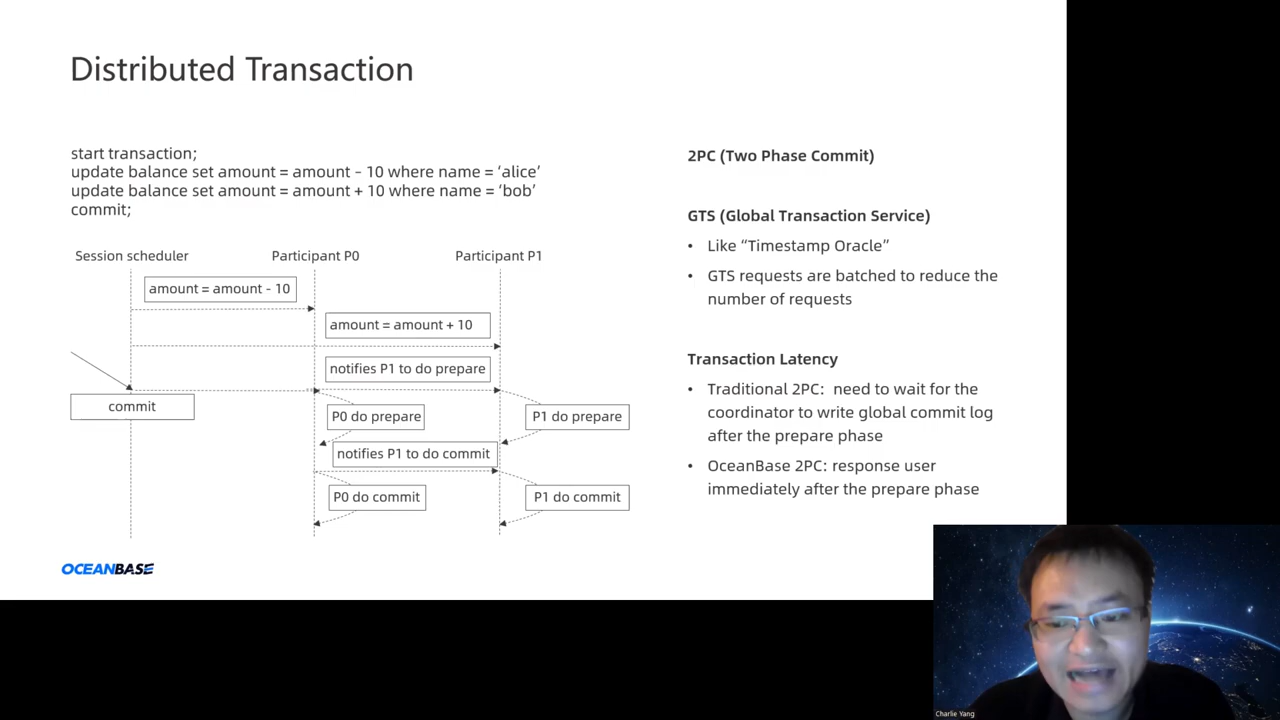 Distributed Transaction
start transaction;
update balance set amount = amount – 10 where name = ‘alice’
update balance set amount = amount + 10 where name = ‘bob’
commit;
Session scheduler
Participant P0
Participant P1
amount = amount - 10
amount = amount + 10
notifies P1 to do prepare
commit
P0 do prepare
P1 do prepare
notifies P1 to do commit
P0 do commit
P1 do commit
2PC (Two Phase Commit)
GTS (Global Transaction Service)
• Like “Timestamp Oracle”
• GTS requests are batched to reduce the
number of requests
Transaction Latency
• Traditional 2PC: need to wait for the
coordinator to write global commit log
after the prepare phase
• OceanBase 2PC: response user
immediately after the prepare phase
OCEANBASE
Charlie Yang